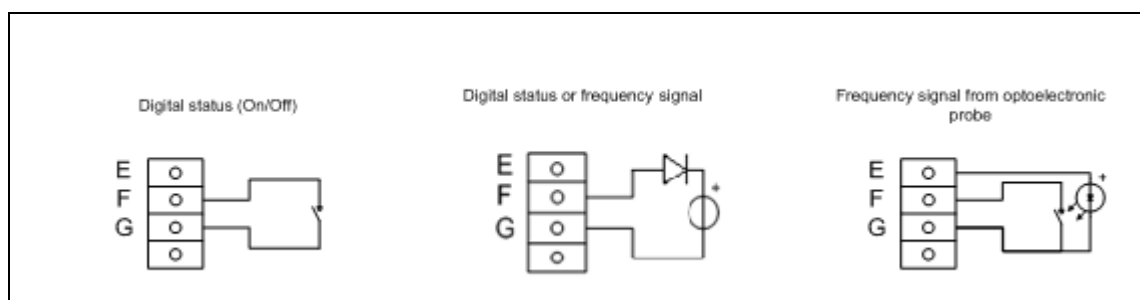 Digital status (On/Off)
E
F
G
Digital status or frequency signal
E
F
G
+
Frequency signal from optoelectronic
probe
E
F
G
+